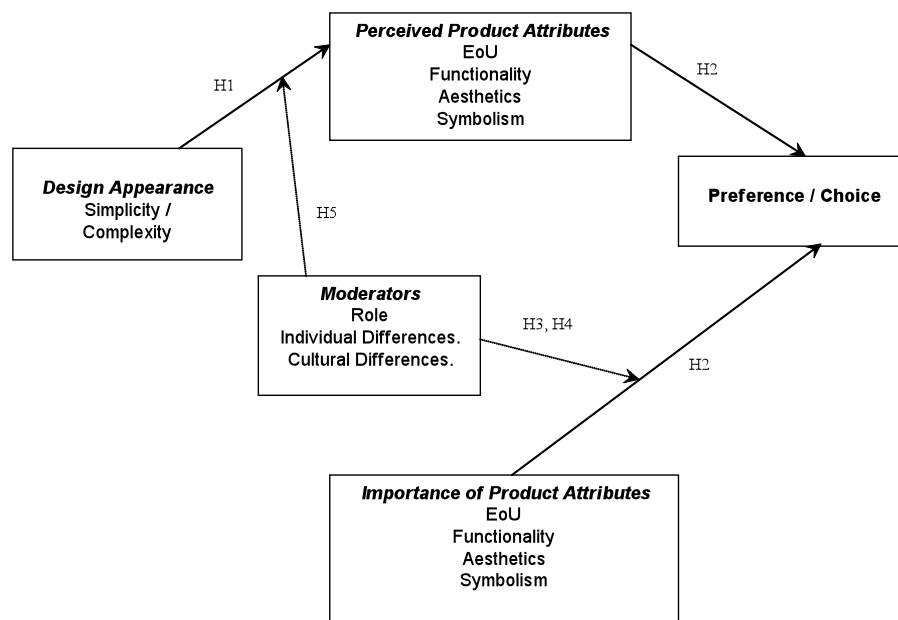 Perceived Product Attributes
EoU
Functionality
Aesthetics
Symbolism
H1
H2
Design Appearance
Simplicity /
Complexity
Preference / Choice
H5
Moderators
Role
Individual Differences.
Cultural Differences.
H3, H4
H2
Importance of Product Attributes
EoU
Functionality
Aesthetics
Symbolism